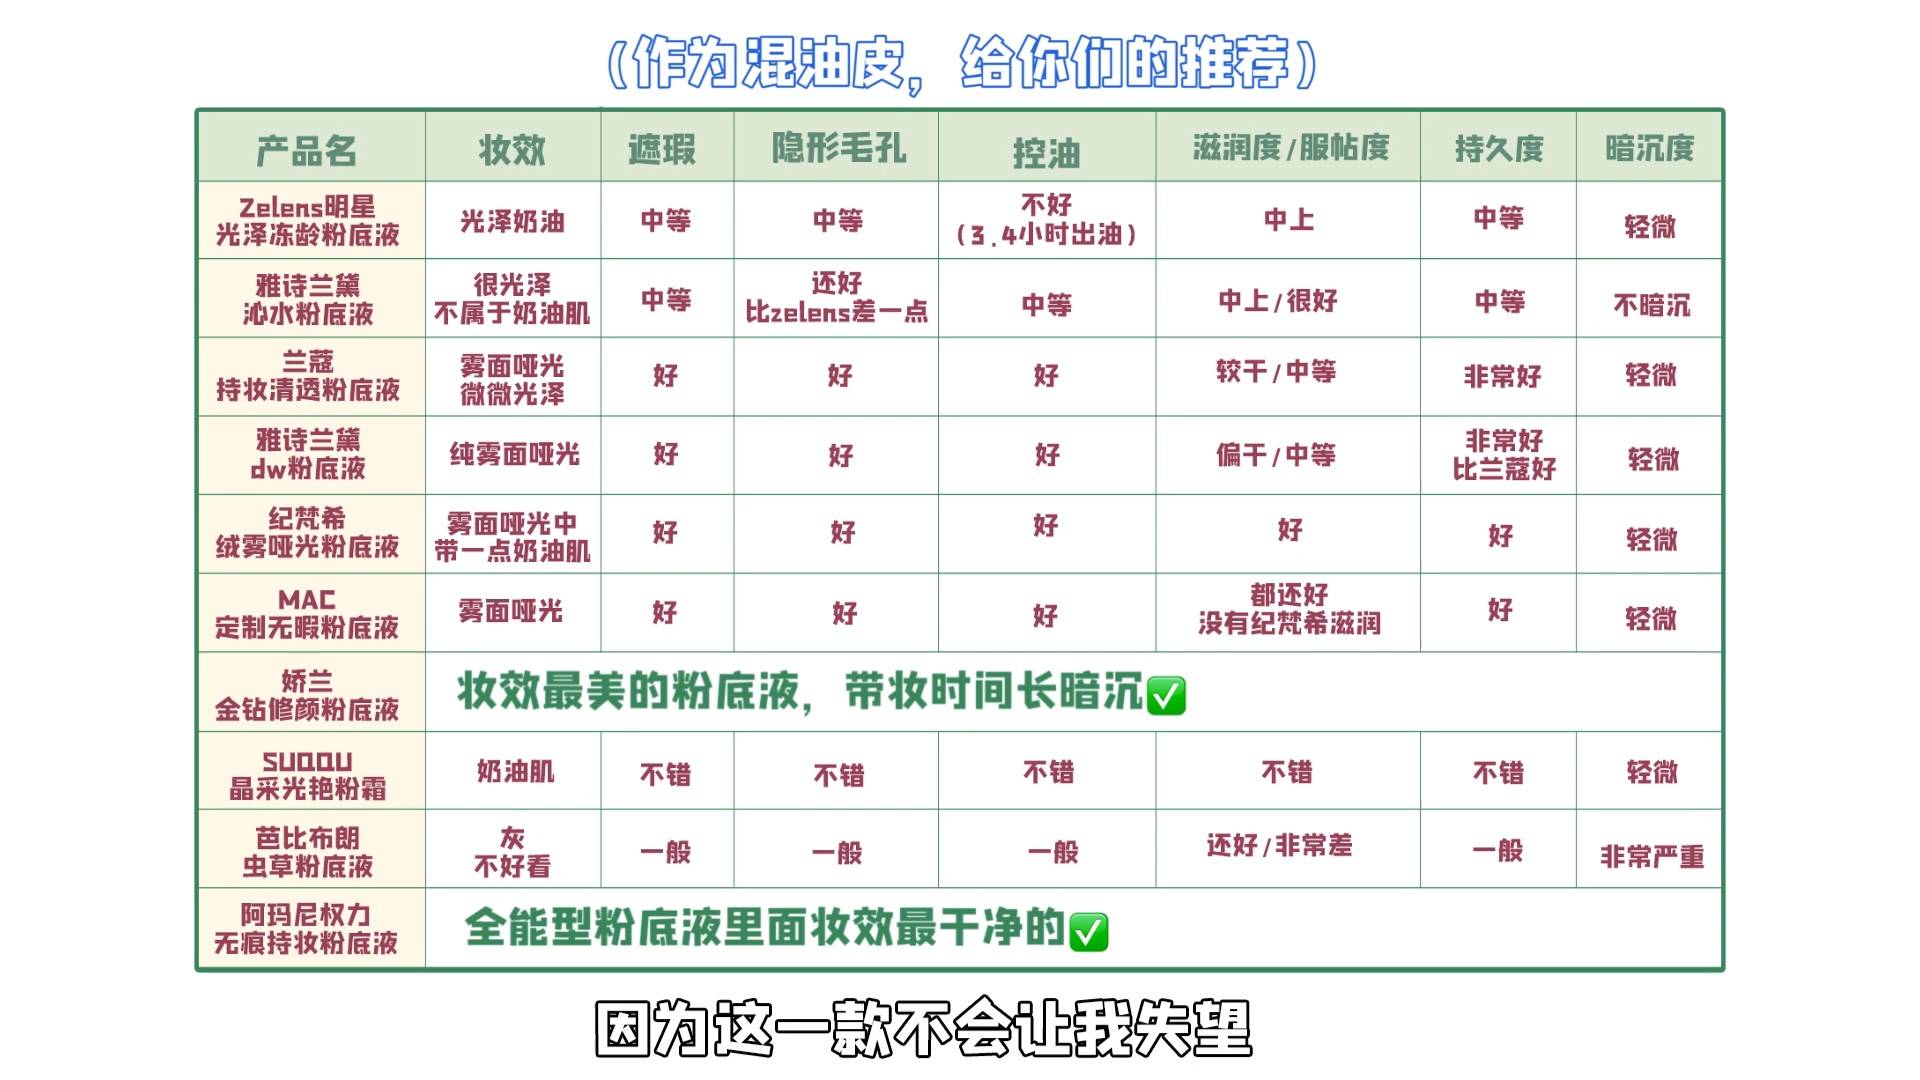 （作为混油皮，给你们的推荐）
产品名 妆效 遮瑕 隐形毛孔 控油 滋润度/服帖度 持久度 暗沉度
Zelens明星
光泽冻龄粉底液
光泽奶油
中等
中等
不好
（3.4小时出油）
中上
中等
轻微
雅诗兰黛
沁水粉底液
很光泽
不属于奶油肌
中等
还好
比zelens差一点
中等
中上/很好
中等
不暗沉
兰蔻
持妆清透粉底液
雾面哑光
微微光泽
好
好
好
较干/中等
非常好
轻微
雅诗兰黛
dw粉底液
纯雾面哑光
好
好
好
偏干/中等
非常好
比兰蔻好
轻微
纪梵希
绒雾哑光粉底液
雾面哑光中
带一点奶油肌
好
好
好
好
好
轻微
MAC
定制无暇粉底液
雾面哑光
好
好
好
都还好
没有纪梵希滋润
好
轻微
娇兰
金钻修颜粉底液
妆效最美的粉底液，带妆时间长暗沉✅
SUQQU
晶采光艳粉霜
奶油肌
不错
不错
不错
不错
不错
轻微
芭比布朗
虫草粉底液
灰
不好看
一般
一般
一般
还好/非常差
一般
非常严重
阿玛尼权力
无痕持妆粉底液
全能型粉底液里面妆效最干净的✅
因为这一款不会让我失望